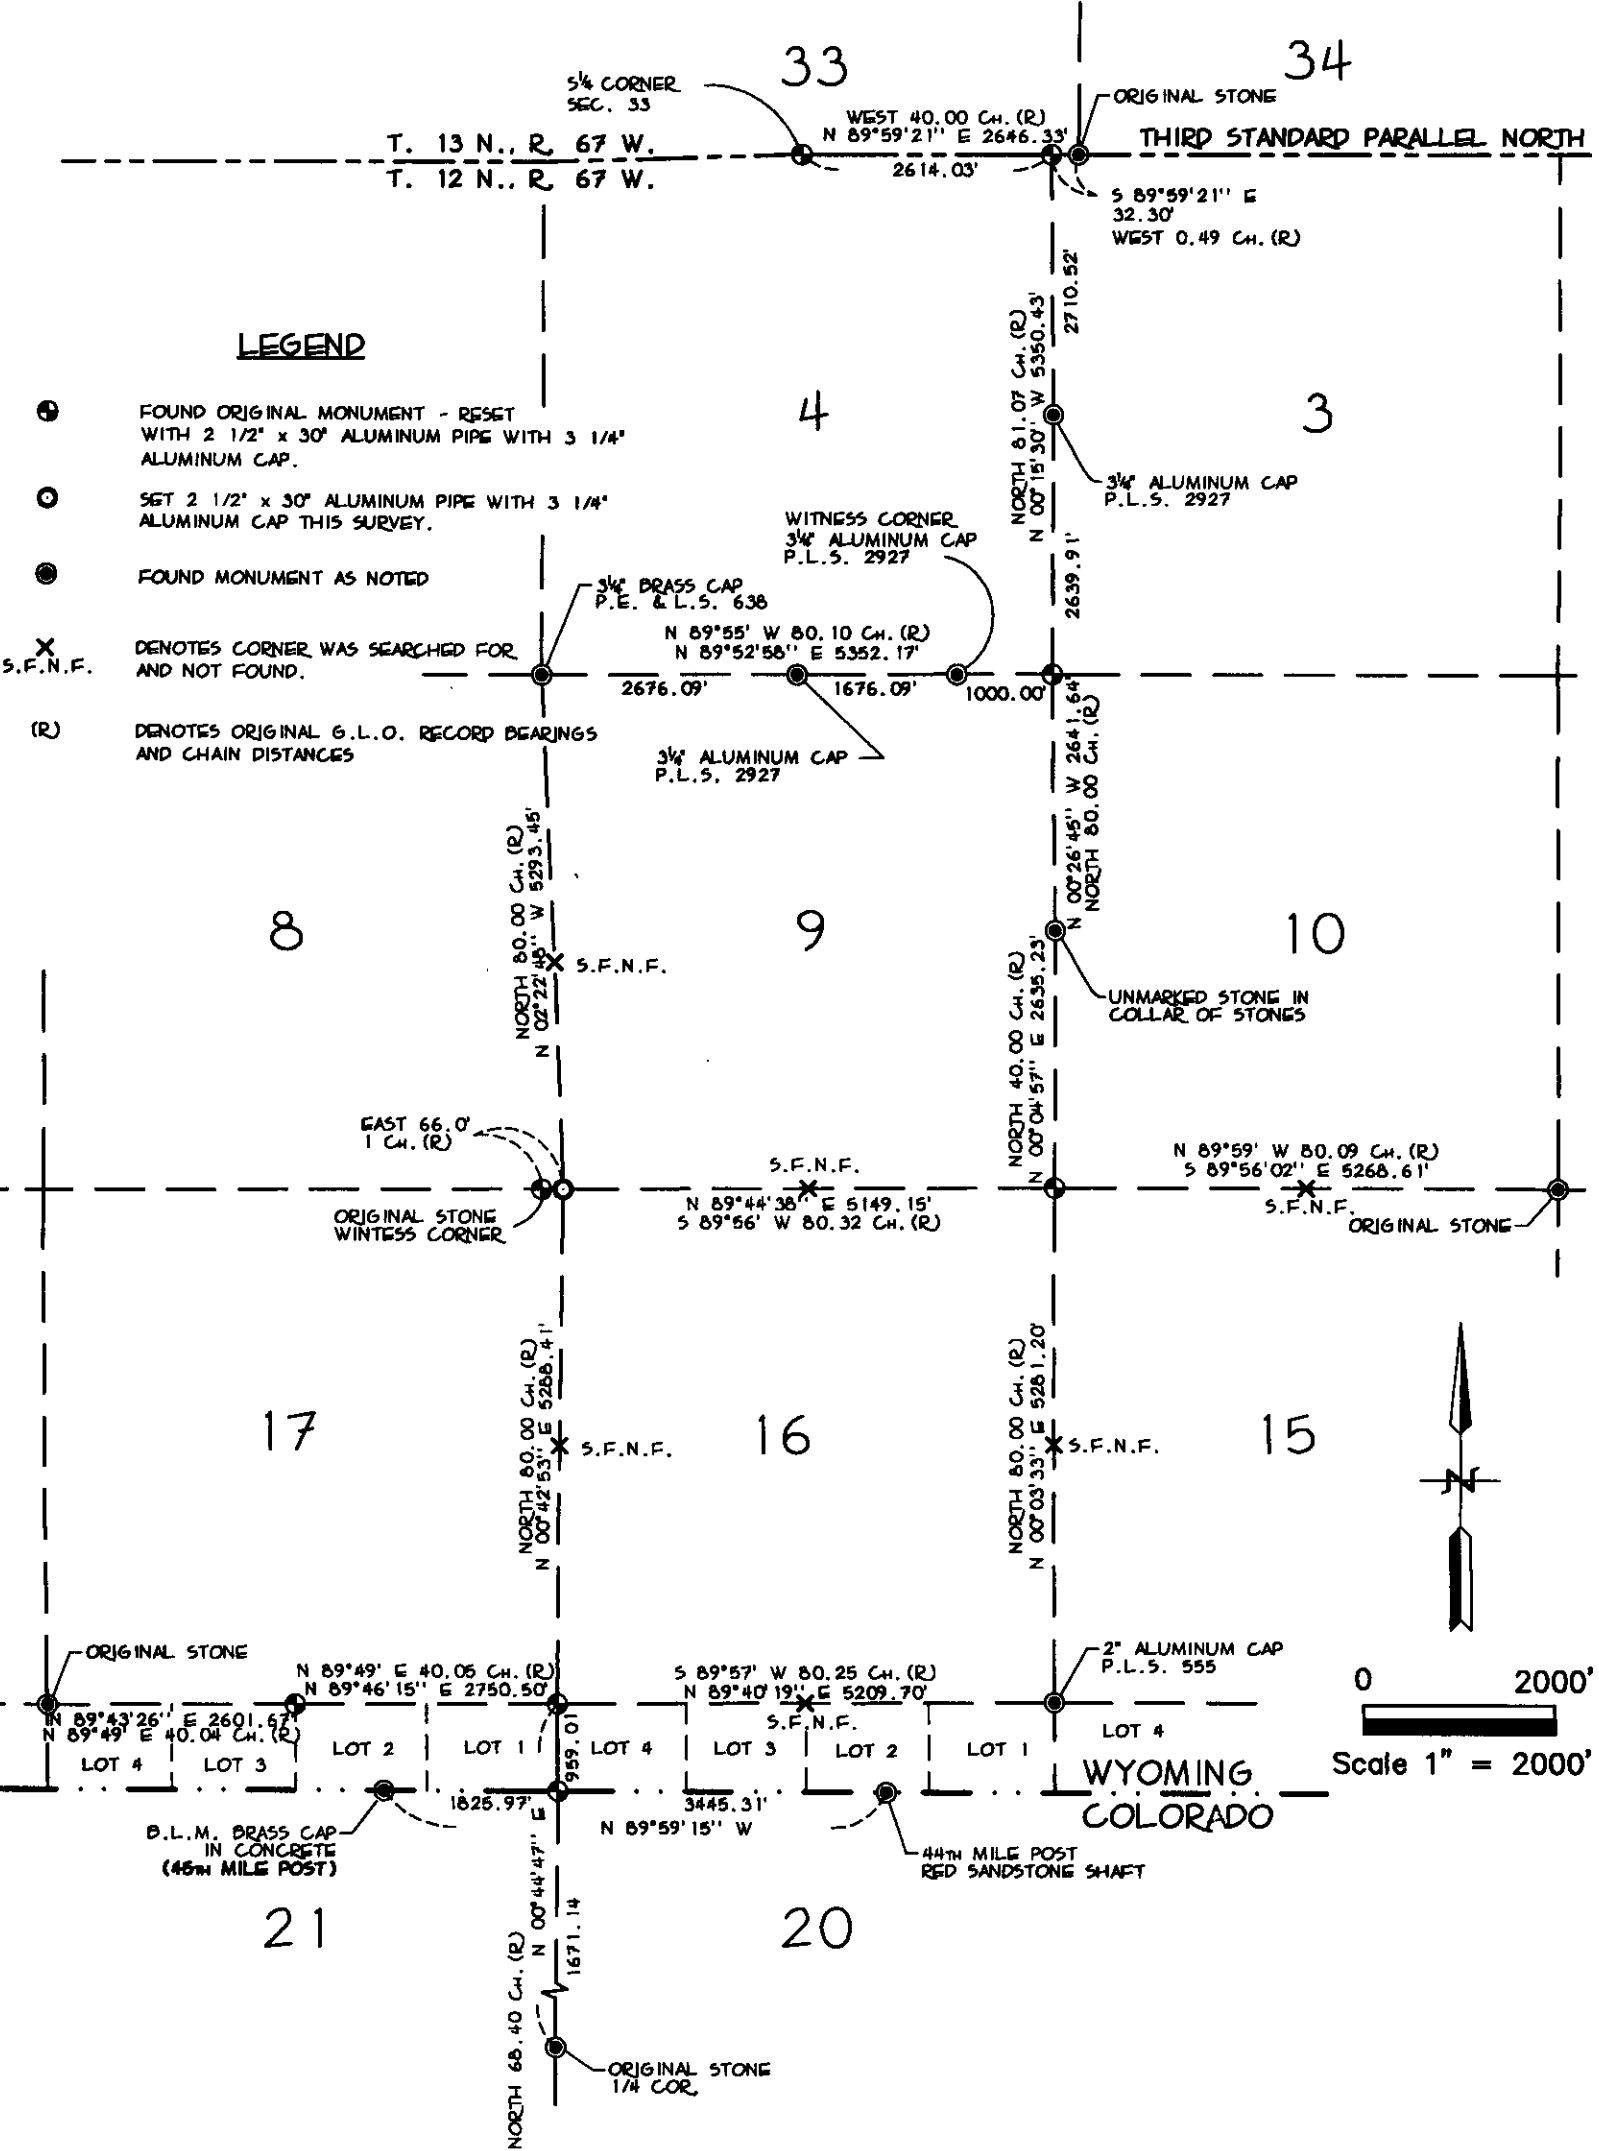 33
34
S¼ CORNER
SEC. 33
ORIGINAL STONE
WEST 40.00 CH. (R)
N 89°59'21" E 2646.33'
T. 13 N., R. 67 W.
THIRD STANDARD PARALLEL NORTH
T. 12 N., R. 67 W.
2614.03'
S 89°59'21" E
32.30'
WEST 0.49 CH. (R)
2710.52'
NORTH 81.07 CH. (R)
N 00°15'30" W 5350.43'
LEGEND
FOUND ORIGINAL MONUMENT - RESET
WITH 2 1/2" x 30" ALUMINUM PIPE WITH 3 1/4"
ALUMINUM CAP.
SET 2 1/2" x 30" ALUMINUM PIPE WITH 3 1/4"
ALUMINUM CAP THIS SURVEY.
FOUND MONUMENT AS NOTED
X
S.F.N.F.
DENOTES CORNER WAS SEARCHED FOR
AND NOT FOUND.
(R)
DENOTES ORIGINAL G.L.O. RECORD BEARINGS
AND CHAIN DISTANCES
4
3
3¼" ALUMINUM CAP
P.L.S. 2927
WITNESS CORNER
3¼" ALUMINUM CAP
P.L.S. 2927
2639.91'
3¼" BRASS CAP
P.E. & L.S. 638
N 89°55' W 80.10 CH. (R)
N 89°52'58" E 5352.17'
2676.09'
1676.09'
1000.00'
3¼" ALUMINUM CAP
P.L.S. 2927
N 00°26'45" W 2641.64'
NORTH 80.00 CH. (R)
NORTH 80.00 CH. (R)
N 02°22'48" W 5293.45'
8
9
10
S.F.N.F.
UNMARKED STONE IN
COLLAR OF STONES
NORTH 40.00 CH. (R)
N 00°04'57" E 2635.23'
EAST 66.0'
1 CH. (R)
ORIGINAL STONE
WINTESS CORNER
S.F.N.F.
N 89°44'38" E 5149.15'
S 89°56' W 80.32 CH. (R)
N 89°59' W 80.09 CH. (R)
S 89°56'02" E 5268.61'
S.F.N.F.
ORIGINAL STONE
NORTH 80.00 CH. (R)
N 00°42'53" E 5288.41'
NORTH 80.00 CH. (R)
N 00°03'33" E 5281.20'
17
16
15
S.F.N.F.
S.F.N.F.
N
ORIGINAL STONE
N 89°49' E 40.05 CH. (R)
N 89°46'15" E 2750.50'
S 89°57' W 80.25 CH. (R)
N 89°40'19" E 5209.70'
S.F.N.F.
2" ALUMINUM CAP
P.L.S. 555
0 2000'
Scale 1" = 2000'
N 89°43'26" E 2601.67'
N 89°49' E 40.04 CH. (R)
LOT 4
LOT 3
LOT 2
LOT 1
959.01
LOT 4
LOT 3
LOT 2
LOT 1
LOT 4
WYOMING
COLORADO
1825.97'
3445.31'
N 89°59'15" W
B.L.M. BRASS CAP
IN CONCRETE
(45TH MILE POST)
44TH MILE POST
RED SANDSTONE SHAFT
21
20
N 00°44'47" E
1671.14
NORTH 68.40 CH. (R)
ORIGINAL STONE
1/4 COR.